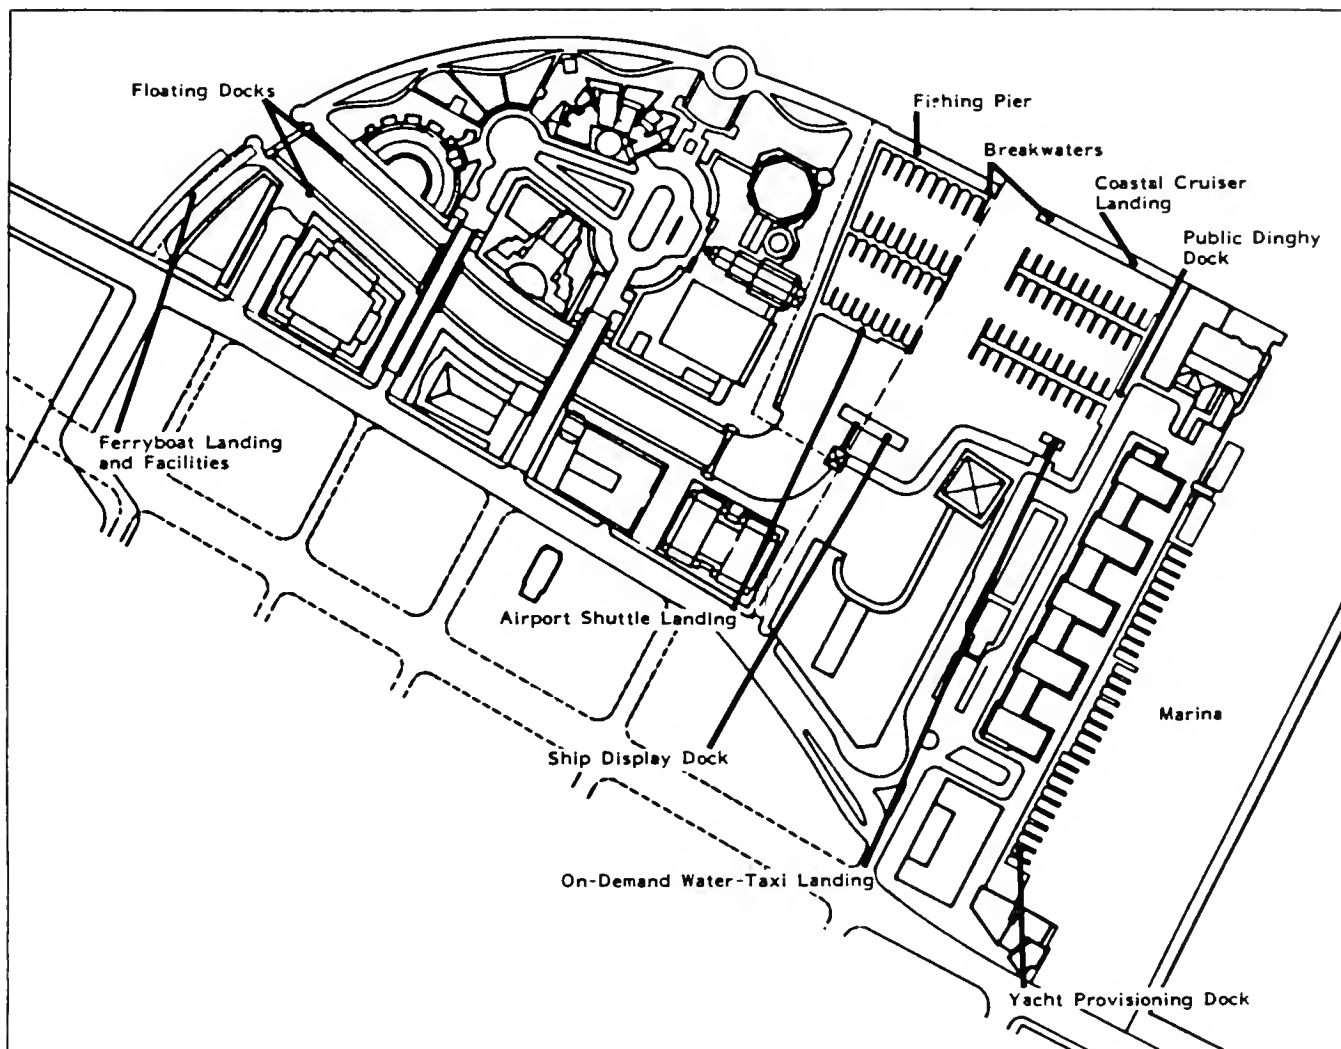 Floating Docks
Fishing Pier
Breakwaters
Coastal Cruiser
Landing
Public Dinghy
Dock
Ferryboat Landing
and Facilities
Airport Shuttle Landing
Marina
Ship Display Dock
On-Demand Water-Taxi Landing
Yacht Provisioning Dock